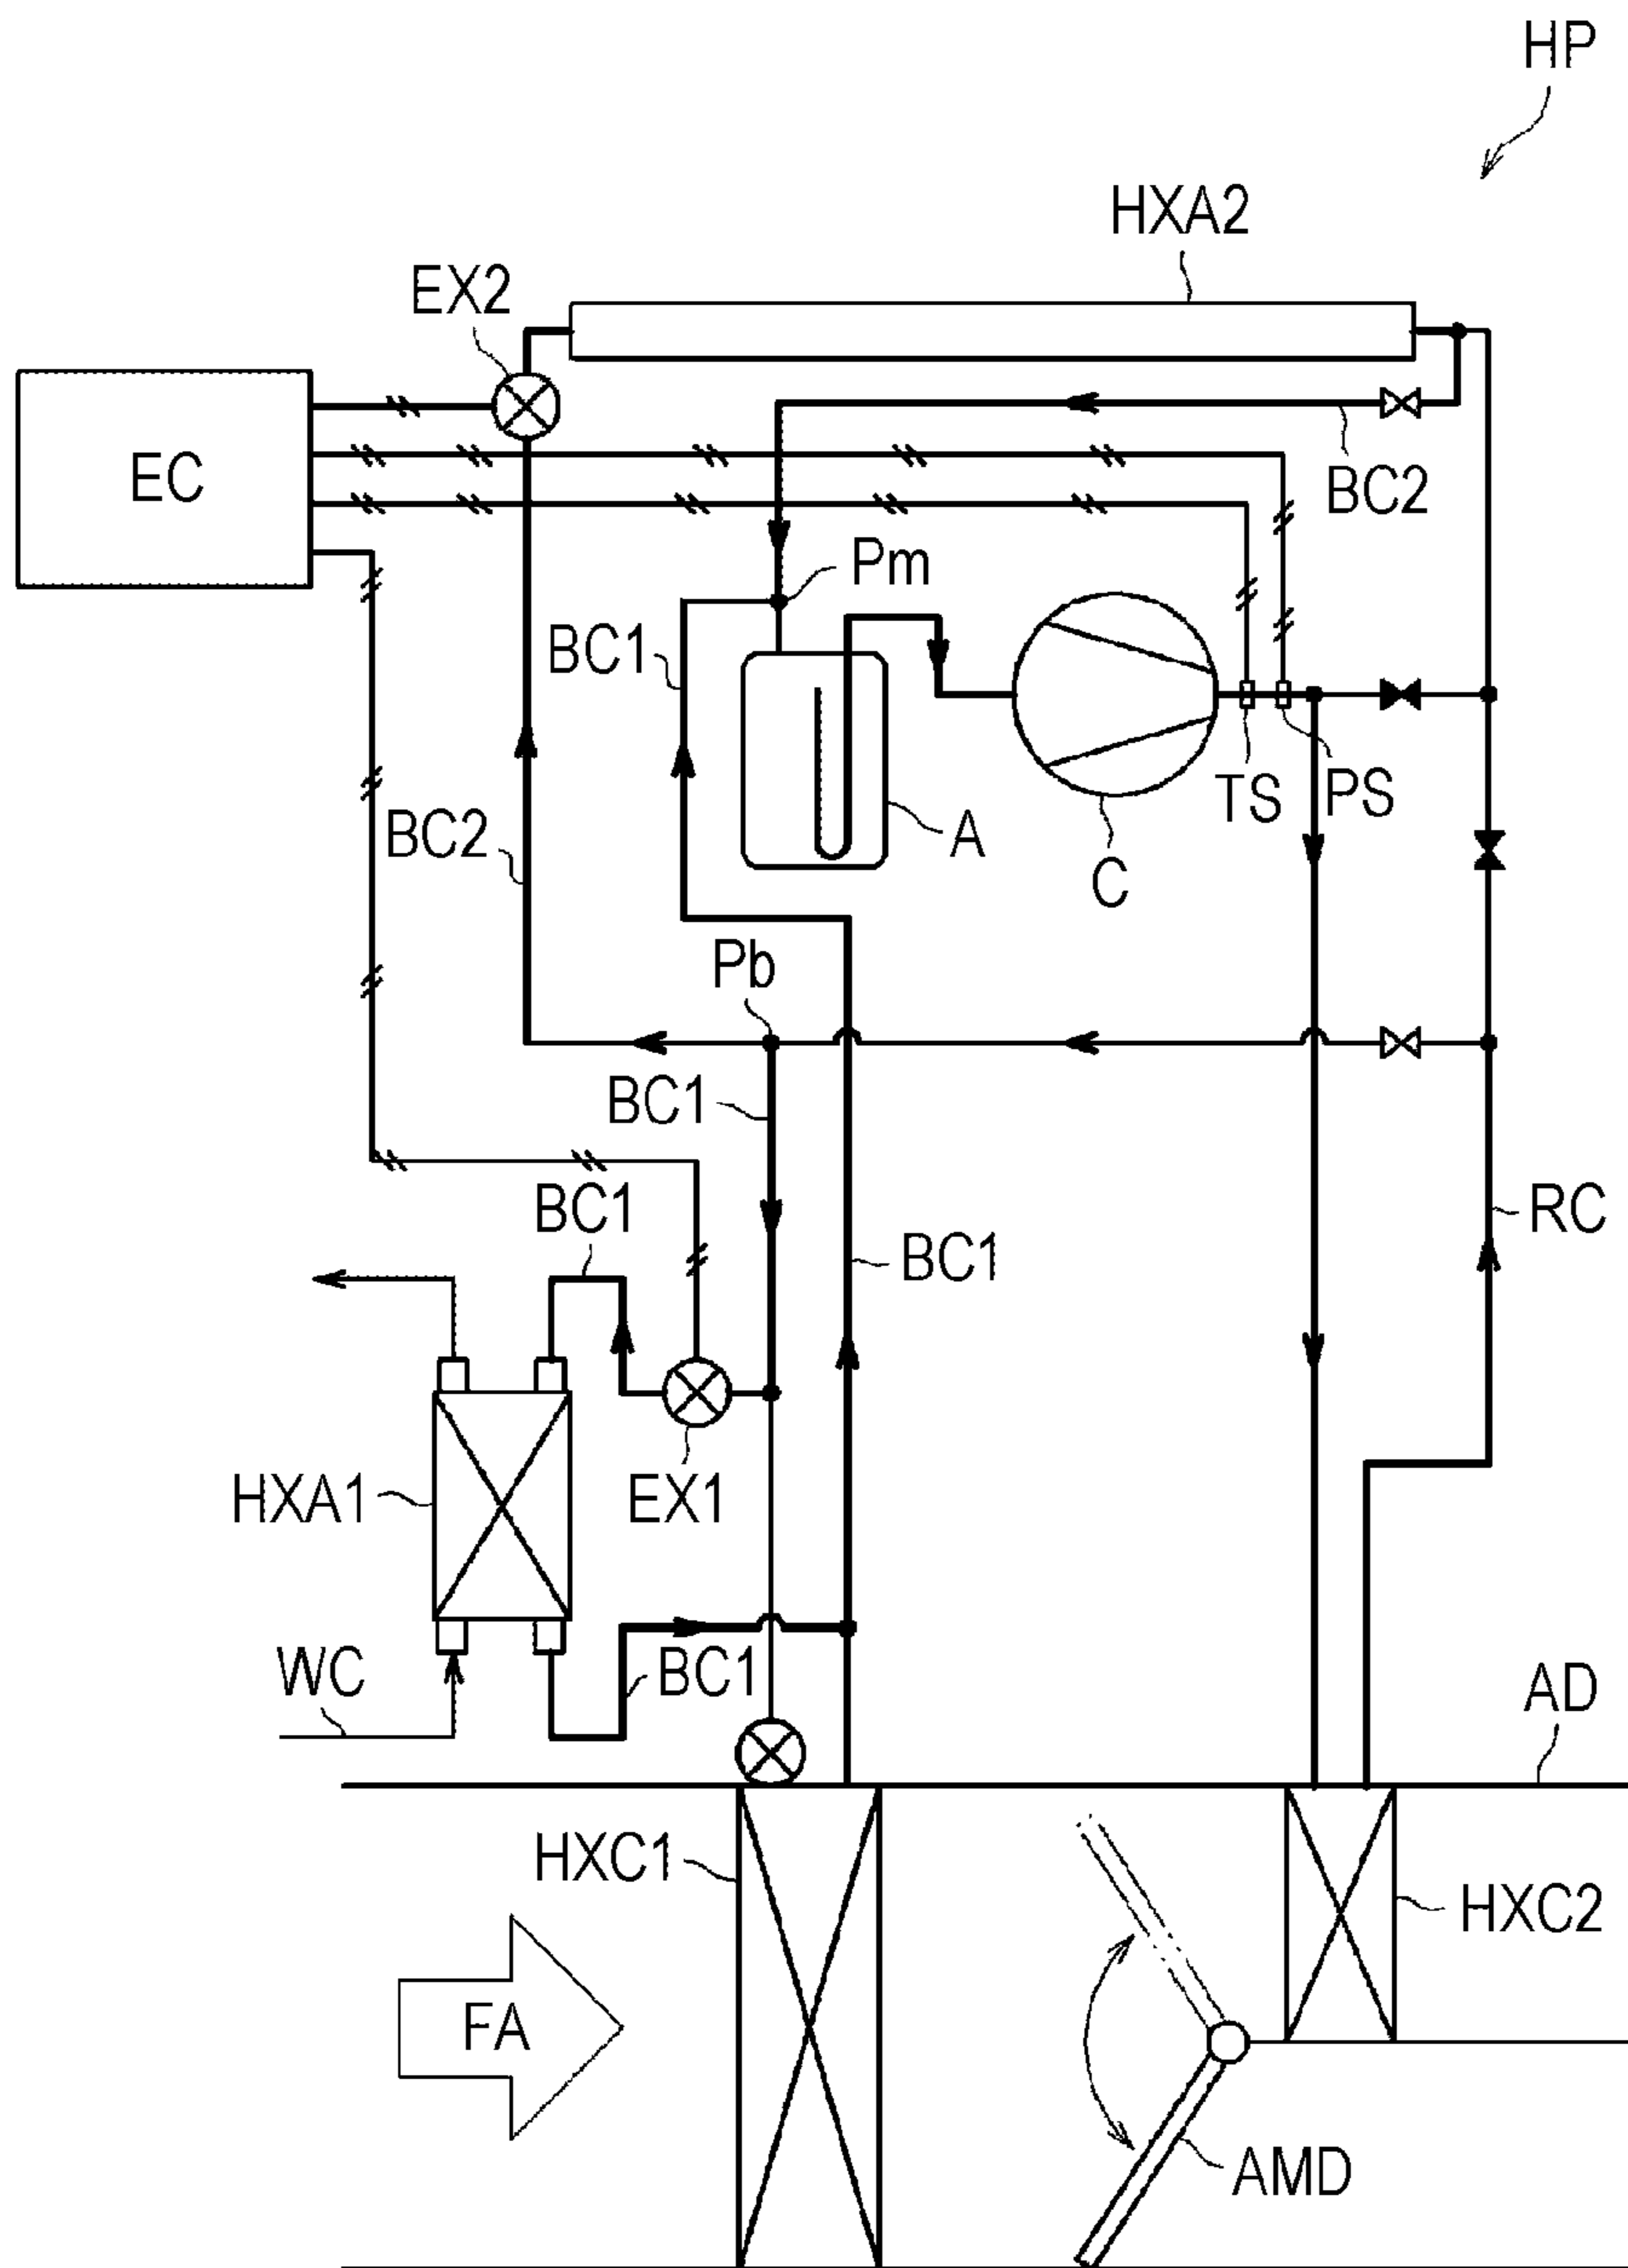 HP
HXA2
EX2
EC
BC2
Pm
BC1
TS
PS
BC2
A
C
Pb
BC1
BC1
RC
BC1
HXA1
EX1
WC
BC1
AD
HXC1
HXC2
FA
AMD